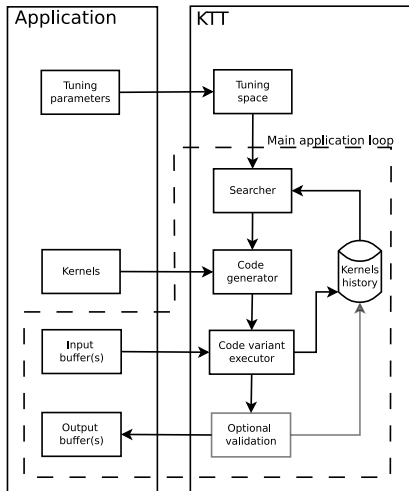 Application
KTT
Tuning
parameters
Tuning
space
Main application loop
Searcher
Kernels
Code
generator
Kernels
history
Input
buffer(s)
Code variant
executor
Output
buffer(s)
Optional
validation